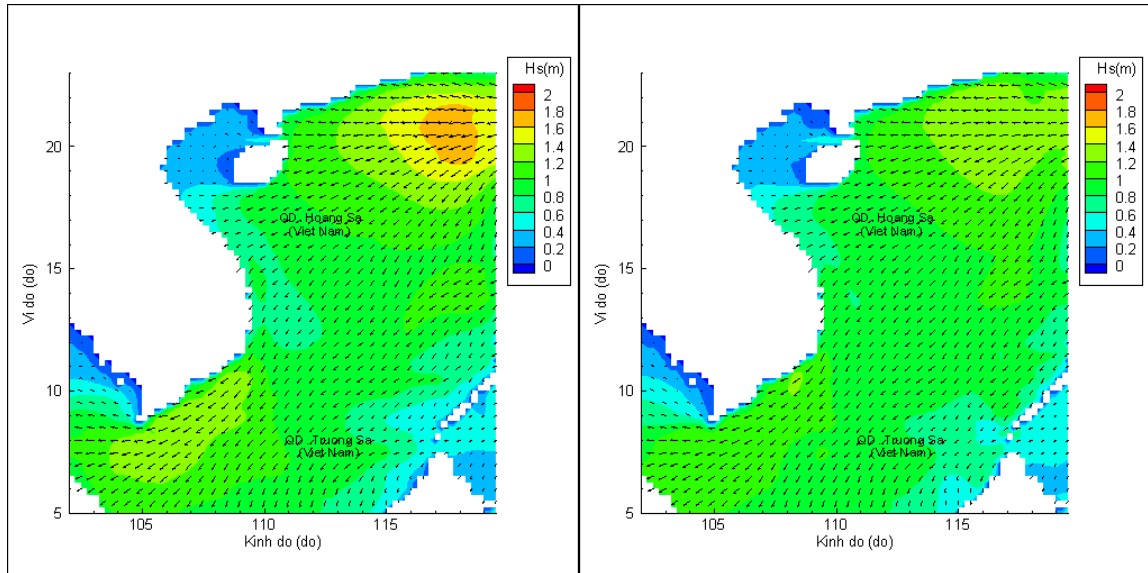 Hs(m)
2
1.8
1.6
1.4
1.2
1
0.8
0.6
0.4
0.2
0
20
15
10
5
Vi do (do)
QD. Hoang Sa
(Viet Nam)
QD. Truong Sa
(Viet Nam)
105
110
115
Kinh do (do)
Hs(m)
2
1.8
1.6
1.4
1.2
1
0.8
0.6
0.4
0.2
0
20
15
10
5
Vi do (do)
QD. Hoang Sa
(Viet Nam)
QD. Truong Sa
(Viet Nam)
105
110
115
Kinh do (do)